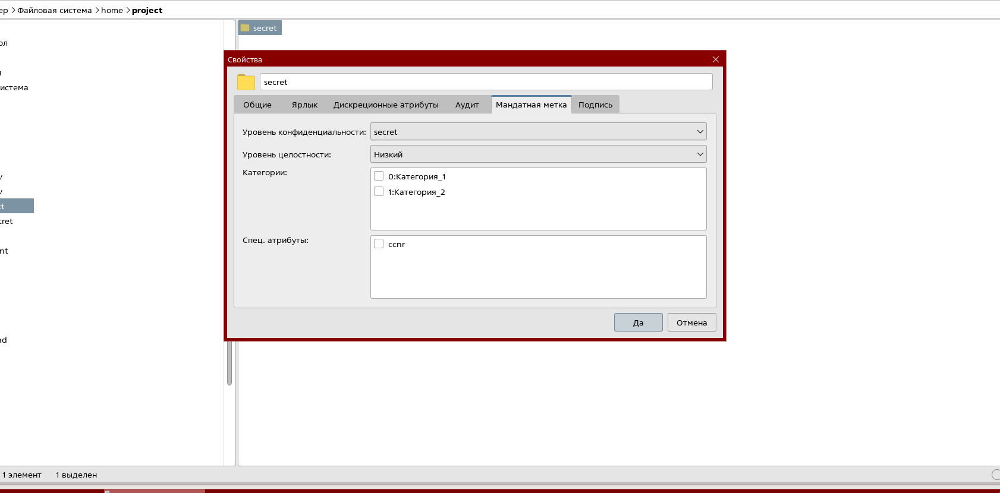 ер > Файловая система > home > project
secret
ол
и
истема
v
v
ct
cret
nt
nd
Свойства
secret
Общие Ярлык Дискреционные атрибуты Аудит Мандатная метка Подпись
Уровень конфиденциальности: secret
Уровень целостности: Низкий
Категории: 0:Категория_1
1:Категория_2
Спец. атрибуты: ccnr
Да Отмена
1 элемент 1 выделен